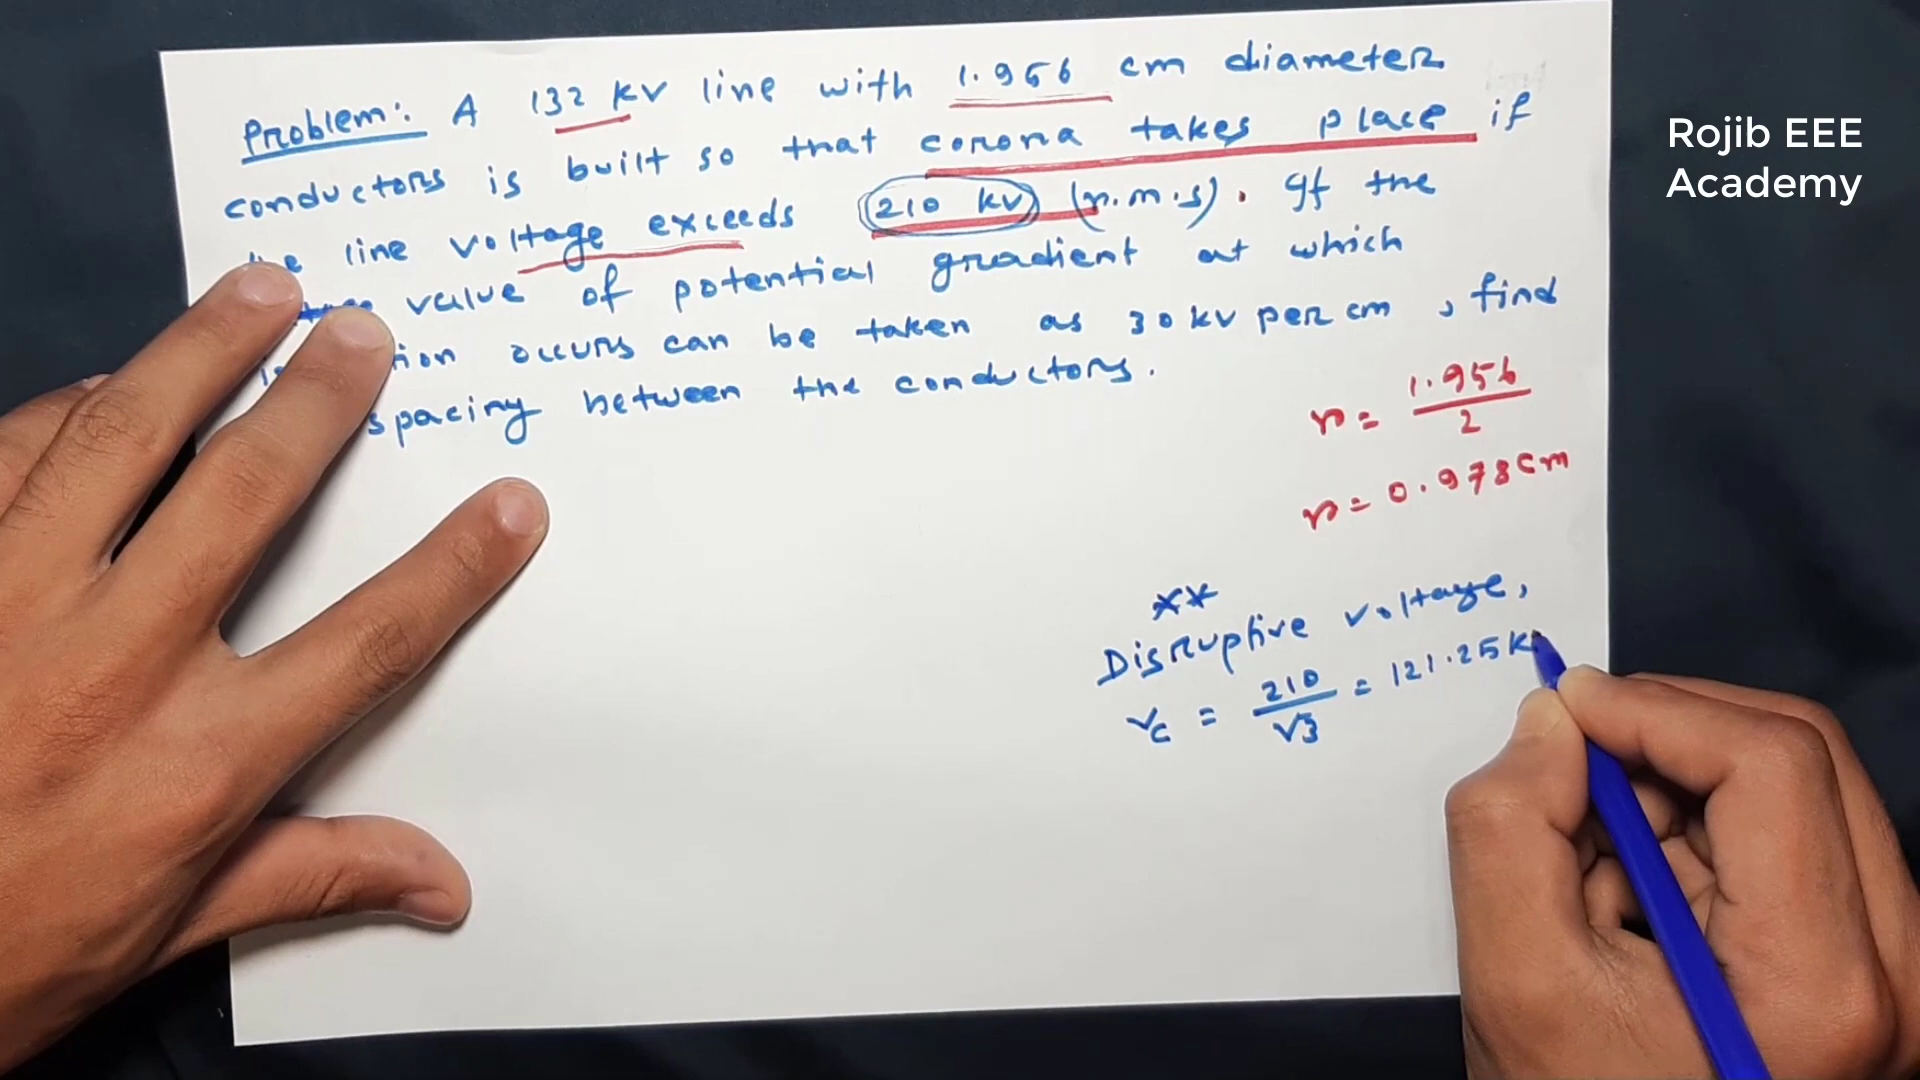 Problem: A 132 kv line with 1.956 cm diameter
conductors is built so that corona takes place if
line voltage exceeds 210 kv (r.m.s). If the
value of potential gradient at which
occurs can be taken as 30 kv per cm, find
spacing between the conductors.
r = 1.956 / 2
r = 0.978 cm
**
Disruptive voltage,
Vc = 210 / √3 = 121.25 k
Rojib EEE
Academy